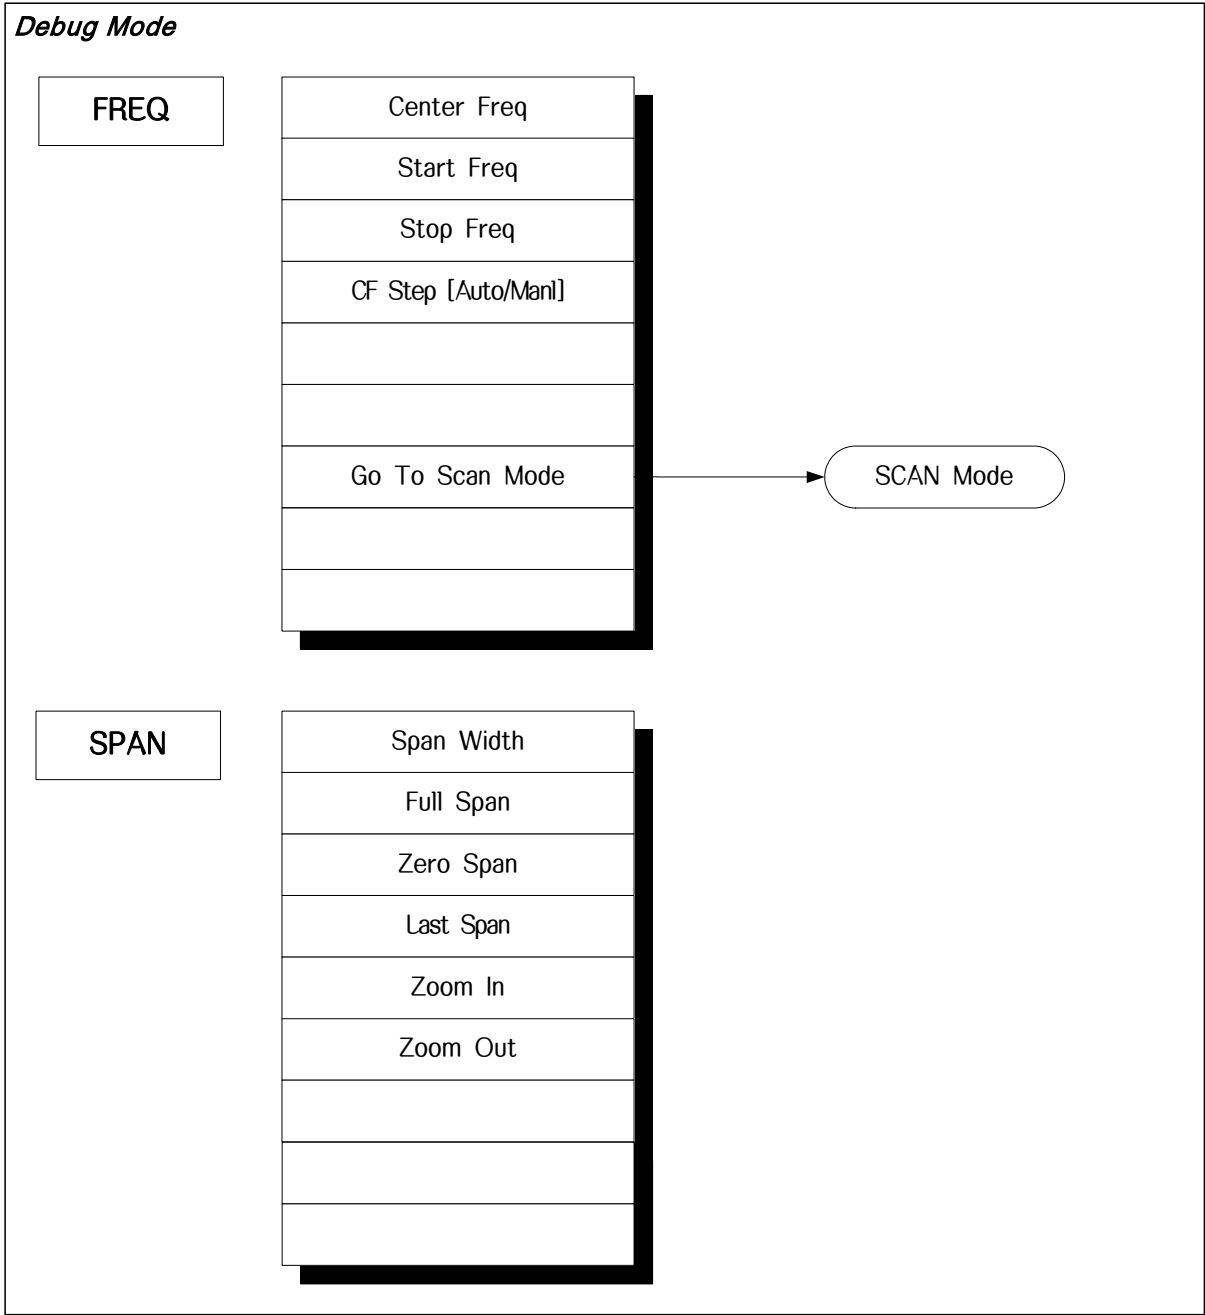 Debug Mode
FREQ
Center Freq
Start Freq
Stop Freq
CF Step [Auto/Manl]
Go To Scan Mode
SCAN Mode
SPAN
Span Width
Full Span
Zero Span
Last Span
Zoom In
Zoom Out